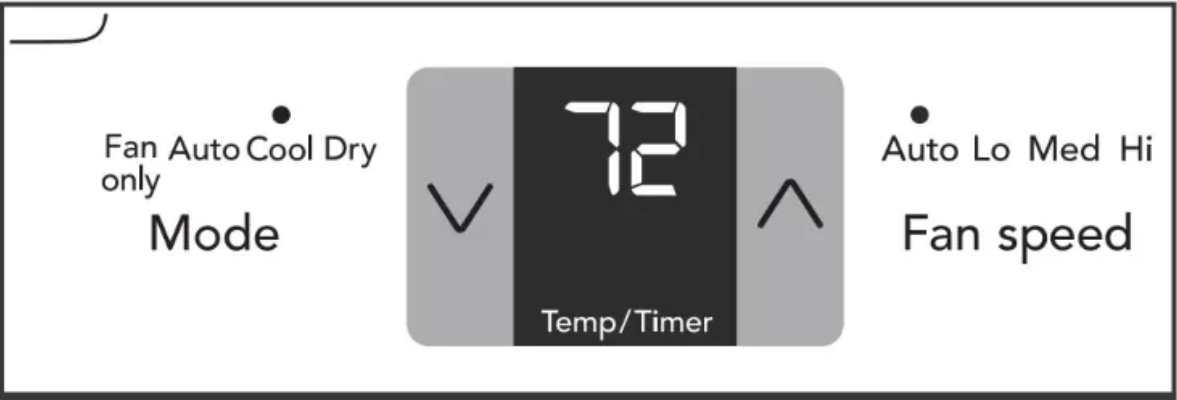 72
Fan Auto Cool Dry
only
Mode
Auto Lo Med Hi
Fan speed
Temp/Timer